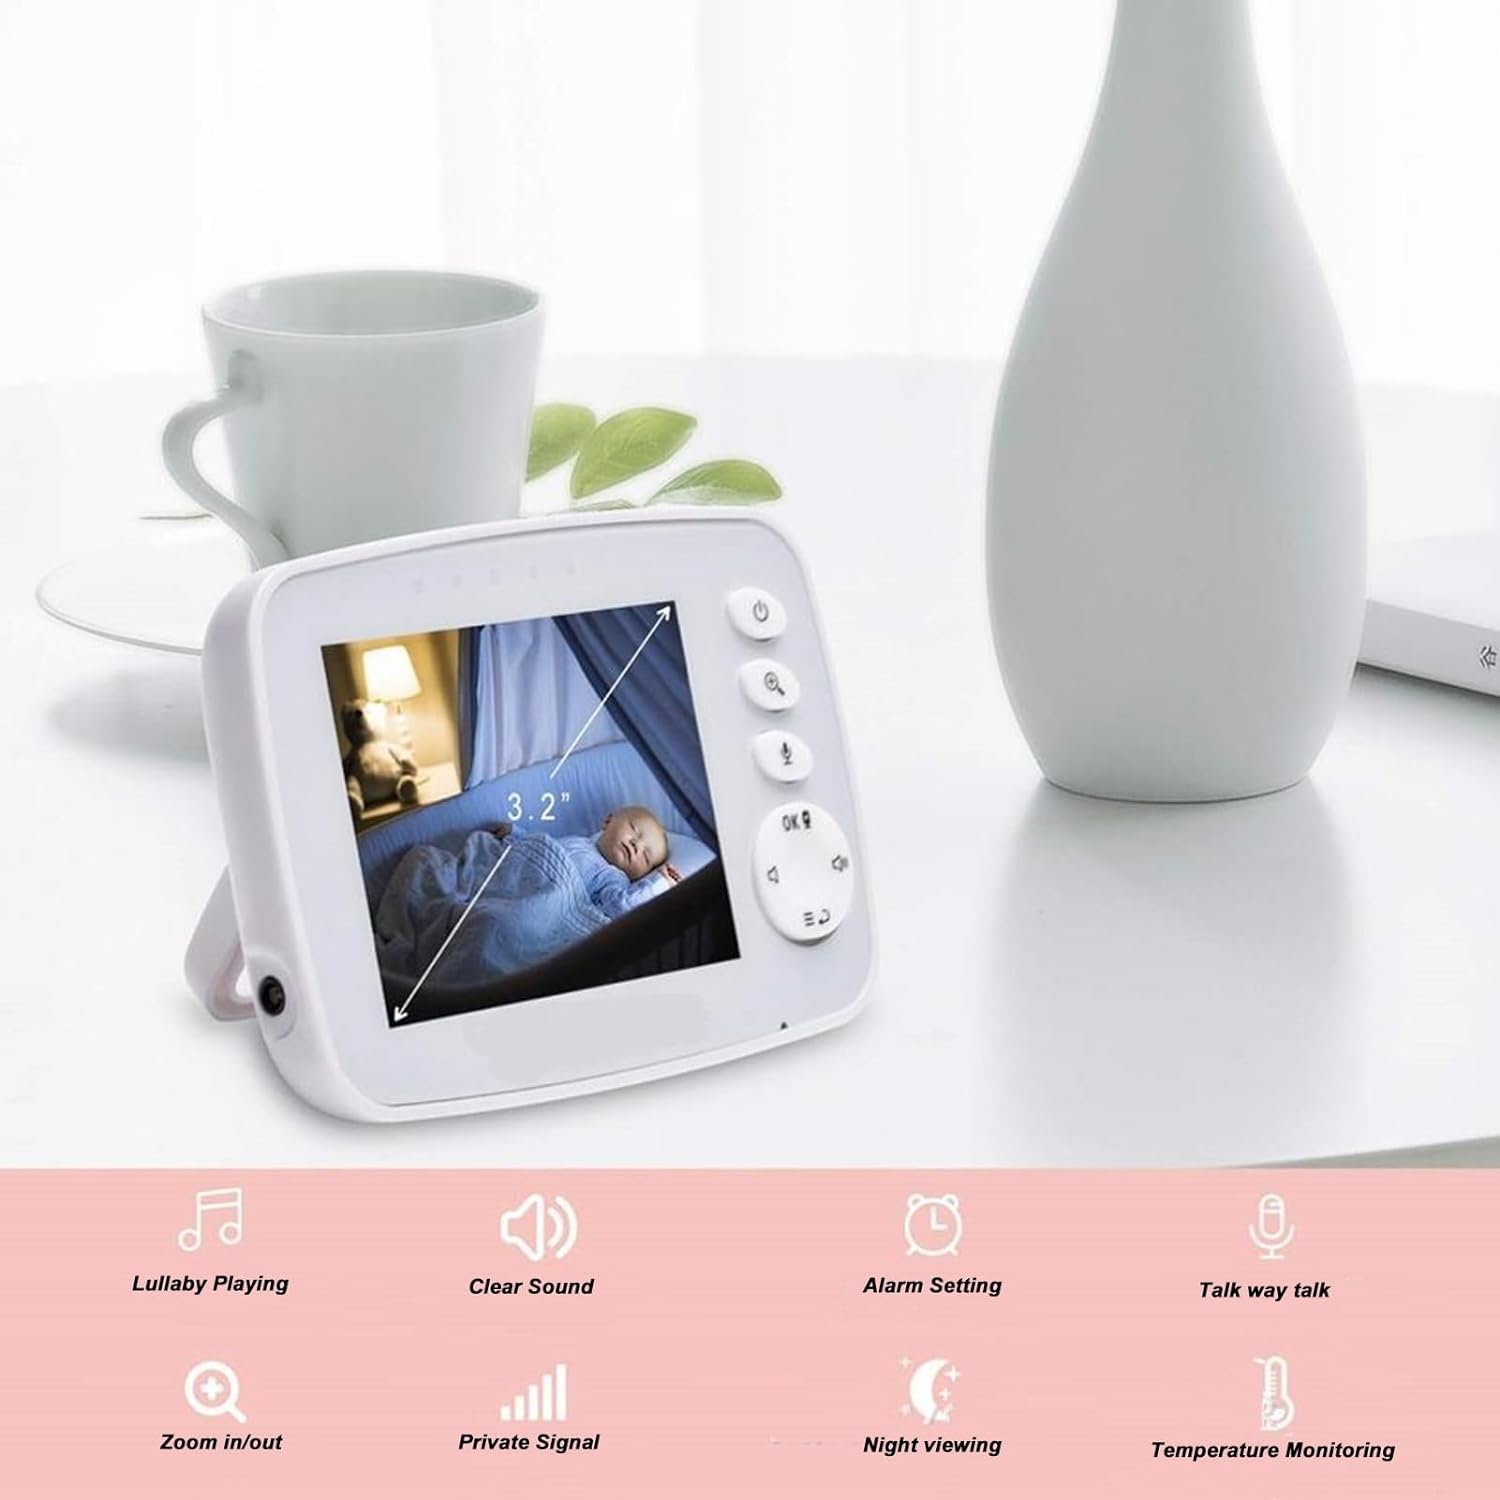 3.2”
OK
Lullaby Playing
Clear Sound
Alarm Setting
Talk way talk
Zoom in/out
Private Signal
Night viewing
Temperature Monitoring
谷